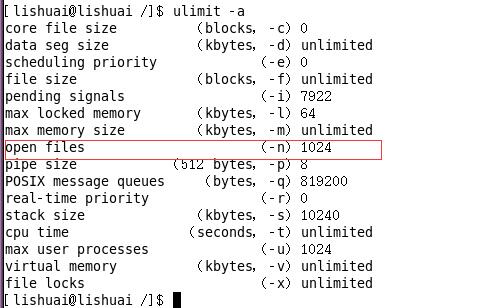 [lishuai@lishuai /]$ ulimit -a
core file size (blocks, -c) 0
data seg size (kbytes, -d) unlimited
scheduling priority (-e) 0
file size (blocks, -f) unlimited
pending signals (-i) 7922
max locked memory (kbytes, -l) 64
max memory size (kbytes, -m) unlimited
open files (-n) 1024
pipe size (512 bytes, -p) 8
POSIX message queues (bytes, -q) 819200
real-time priority (-r) 0
stack size (kbytes, -s) 10240
cpu time (seconds, -t) unlimited
max user processes (-u) 1024
virtual memory (kbytes, -v) unlimited
file locks (-x) unlimited
[lishuai@lishuai /]$